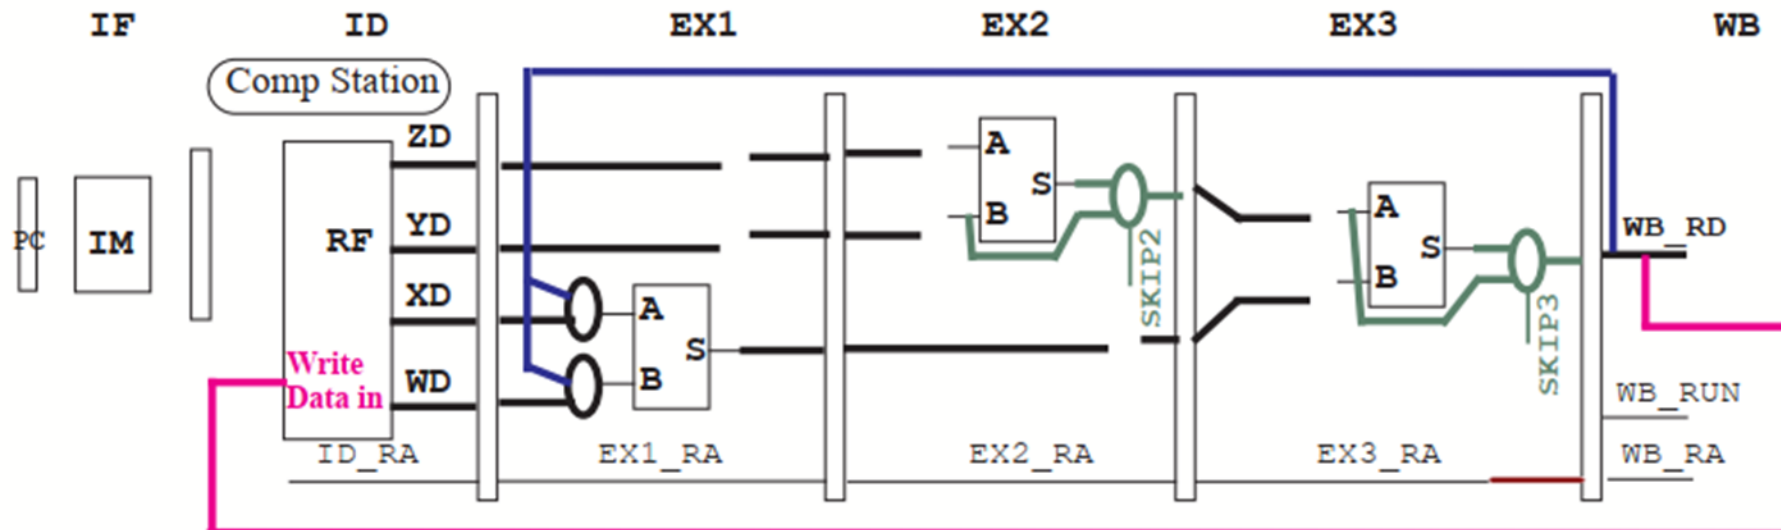 IF ID EX1 EX2 EX3 WB
Comp Station
ZD
YD
XD
WD
PC
IM
RF
Write
Data in
ID_RA
A
S
B
EX1_RA
A
S
B
SKIP2
EX2_RA
A
S
B
SKIP3
EX3_RA
WB_RD
WB_RUN
WB_RA